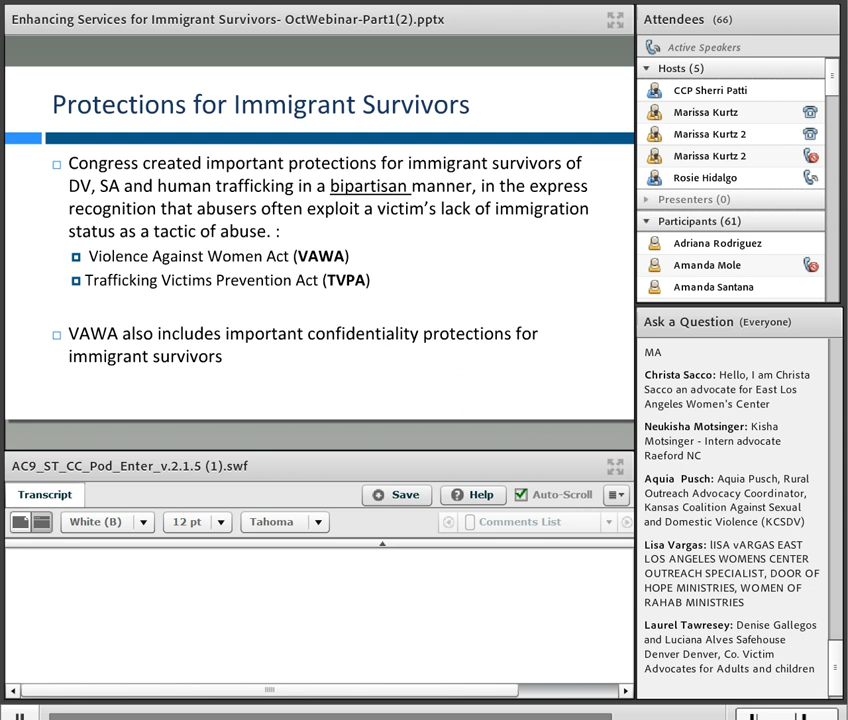 Enhancing Services for Immigrant Survivors- OctWebinar-Part1(2).pptx
Protections for Immigrant Survivors
Congress created important protections for immigrant survivors of
DV, SA and human trafficking in a bipartisan manner, in the express
recognition that abusers often exploit a victim's lack of immigration
status as a tactic of abuse. :
Violence Against Women Act (VAWA)
Trafficking Victims Prevention Act (TVPA)
VAWA also includes important confidentiality protections for
immigrant survivors
AC9_ST_CC_Pod_Enter_v.2.1.5 (1).swf
Transcript
Save
Help
Auto-Scroll
White (B)
12 pt
Tahoma
Comments List
Attendees (66)
Active Speakers
Hosts (5)
CCP Sherri Patti
Marissa Kurtz
Marissa Kurtz 2
Marissa Kurtz 2
Rosie Hidalgo
Presenters (0)
Participants (61)
Adriana Rodriguez
Amanda Mole
Amanda Santana
Ask a Question (Everyone)
MA
Christa Sacco: Hello, I am Christa
Sacco an advocate for East Los
Angeles Women's Center
Neukisha Motsinger: Kisha
Motsinger - Intern advocate
Raeford NC
Aquia Pusch: Aquia Pusch, Rural
Outreach Advocacy Coordinator,
Kansas Coalition Against Sexual
and Domestic Violence (KCSDV)
Lisa Vargas: lISA vARGAS EAST
LOS ANGELES WOMENS CENTER
OUTREACH SPECIALIST, DOOR OF
HOPE MINISTRIES, WOMEN OF
RAHAB MINISTRIES
Laurel Tawresey: Denise Gallegos
and Luciana Alves Safehouse
Denver Denver, Co. Victim
Advocates for Adults and children